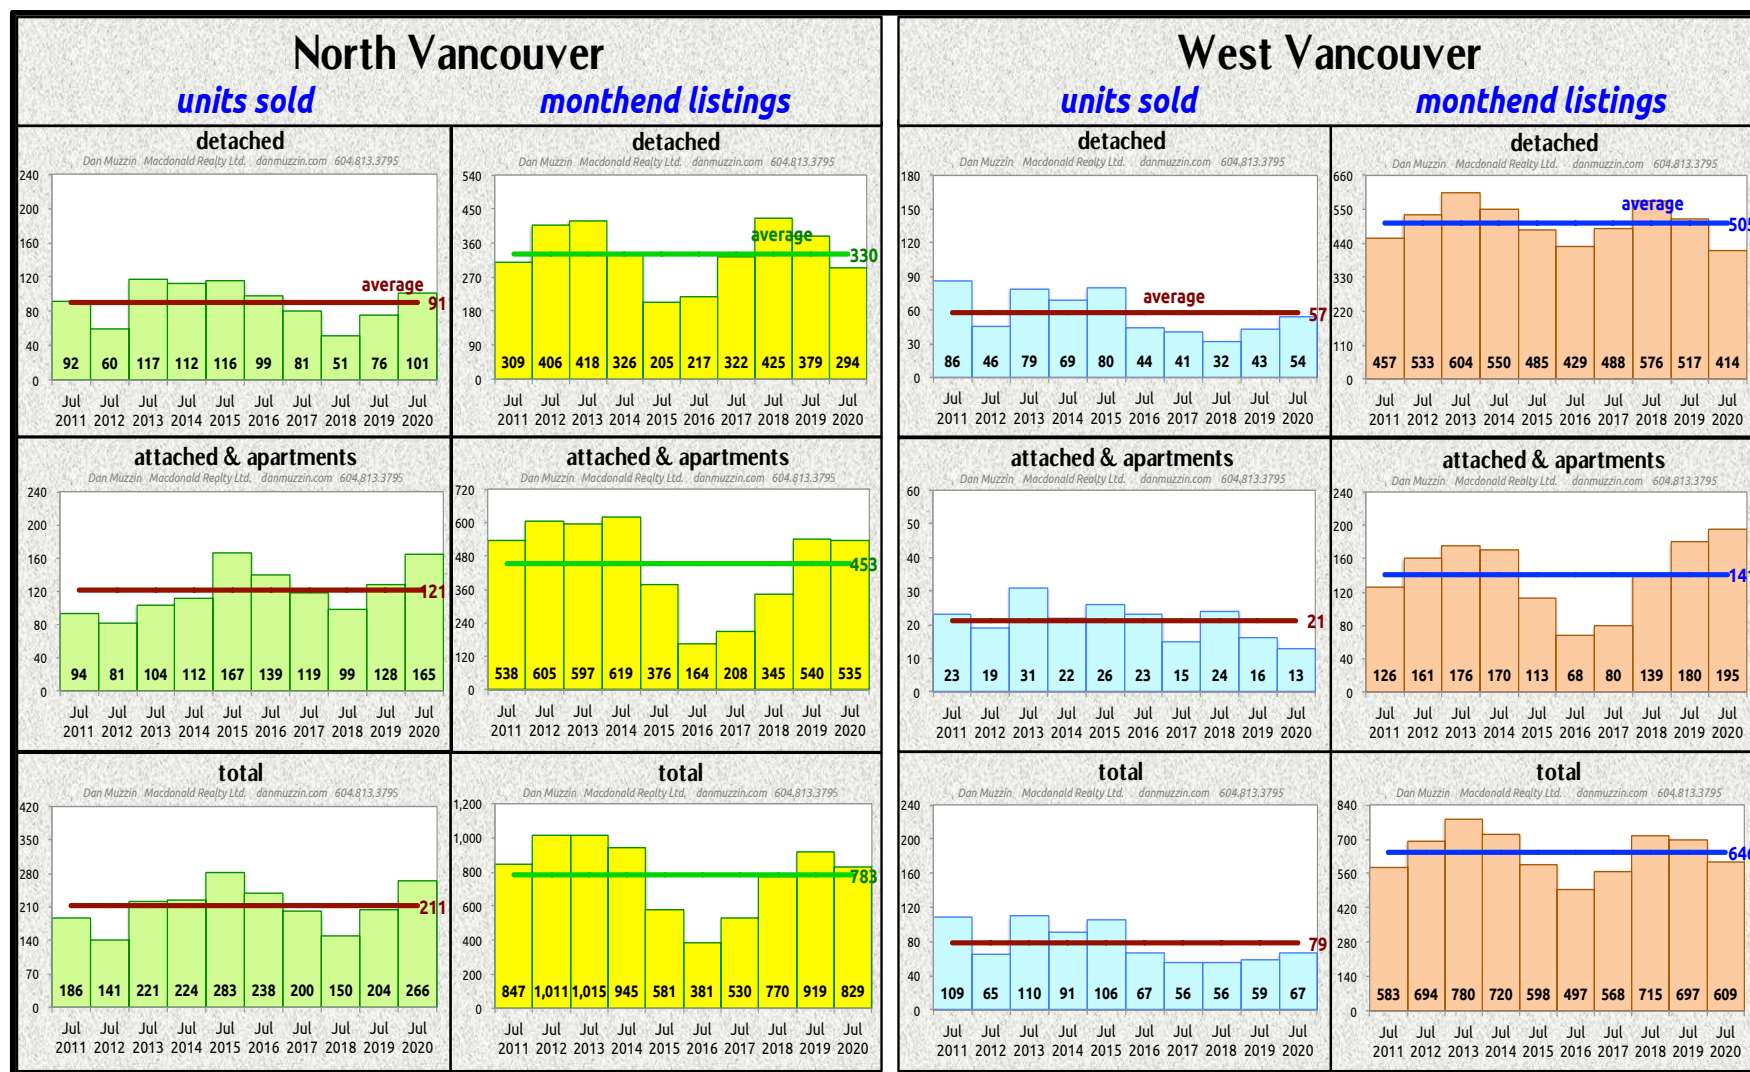 North Vancouver
units sold monthend listings
detached
Dan Muzzin Macdonald Realty Ltd. danmuzzin.com 604.813.3795
240
200
160
120
80
40
0
average
91
92 60 117 112 116 99 81 51 76 101
Jul Jul Jul Jul Jul Jul Jul Jul Jul Jul
2011 2012 2013 2014 2015 2016 2017 2018 2019 2020
detached
Dan Muzzin Macdonald Realty Ltd. danmuzzin.com 604.813.3795
540
450
360
270
180
90
0
average
330
309 406 418 326 205 217 322 425 379 294
Jul Jul Jul Jul Jul Jul Jul Jul Jul Jul
2011 2012 2013 2014 2015 2016 2017 2018 2019 2020
attached & apartments
Dan Muzzin Macdonald Realty Ltd. danmuzzin.com 604.813.3795
240
200
160
120
80
40
0
121
94 81 104 112 167 139 119 99 128 165
Jul Jul Jul Jul Jul Jul Jul Jul Jul Jul
2011 2012 2013 2014 2015 2016 2017 2018 2019 2020
attached & apartments
Dan Muzzin Macdonald Realty Ltd. danmuzzin.com 604.813.3795
720
600
480
360
240
120
0
453
538 605 597 619 376 164 208 345 540 535
Jul Jul Jul Jul Jul Jul Jul Jul Jul Jul
2011 2012 2013 2014 2015 2016 2017 2018 2019 2020
total
Dan Muzzin Macdonald Realty Ltd. danmuzzin.com 604.813.3795
420
350
280
210
140
70
0
211
186 141 221 224 283 238 200 150 204 266
Jul Jul Jul Jul Jul Jul Jul Jul Jul Jul
2011 2012 2013 2014 2015 2016 2017 2018 2019 2020
total
Dan Muzzin Macdonald Realty Ltd. danmuzzin.com 604.813.3795
1,200
1,000
800
600
400
200
0
783
847 1,011 1,015 945 581 381 530 770 919 829
Jul Jul Jul Jul Jul Jul Jul Jul Jul Jul
2011 2012 2013 2014 2015 2016 2017 2018 2019 2020
West Vancouver
units sold monthend listings
detached
Dan Muzzin Macdonald Realty Ltd. danmuzzin.com 604.813.3795
180
150
120
90
60
30
0
average
57
86 46 79 69 80 44 41 32 43 54
Jul Jul Jul Jul Jul Jul Jul Jul Jul Jul
2011 2012 2013 2014 2015 2016 2017 2018 2019 2020
detached
Dan Muzzin Macdonald Realty Ltd. danmuzzin.com 604.813.3795
660
550
440
330
220
110
0
average
505
457 533 604 550 485 429 488 576 517 414
Jul Jul Jul Jul Jul Jul Jul Jul Jul Jul
2011 2012 2013 2014 2015 2016 2017 2018 2019 2020
attached & apartments
Dan Muzzin Macdonald Realty Ltd. danmuzzin.com 604.813.3795
60
50
40
30
20
10
0
21
23 19 31 22 26 23 15 24 16 13
Jul Jul Jul Jul Jul Jul Jul Jul Jul Jul
2011 2012 2013 2014 2015 2016 2017 2018 2019 2020
attached & apartments
Dan Muzzin Macdonald Realty Ltd. danmuzzin.com 604.813.3795
240
200
160
120
80
40
0
141
126 161 176 170 113 68 80 139 180 195
Jul Jul Jul Jul Jul Jul Jul Jul Jul Jul
2011 2012 2013 2014 2015 2016 2017 2018 2019 2020
total
Dan Muzzin Macdonald Realty Ltd. danmuzzin.com 604.813.3795
240
200
160
120
80
40
0
79
109 65 110 91 106 67 56 56 59 67
Jul Jul Jul Jul Jul Jul Jul Jul Jul Jul
2011 2012 2013 2014 2015 2016 2017 2018 2019 2020
total
Dan Muzzin Macdonald Realty Ltd. danmuzzin.com 604.813.3795
840
700
560
420
280
140
0
646
583 694 780 720 598 497 568 715 697 609
Jul Jul Jul Jul Jul Jul Jul Jul Jul Jul
2011 2012 2013 2014 2015 2016 2017 2018 2019 2020